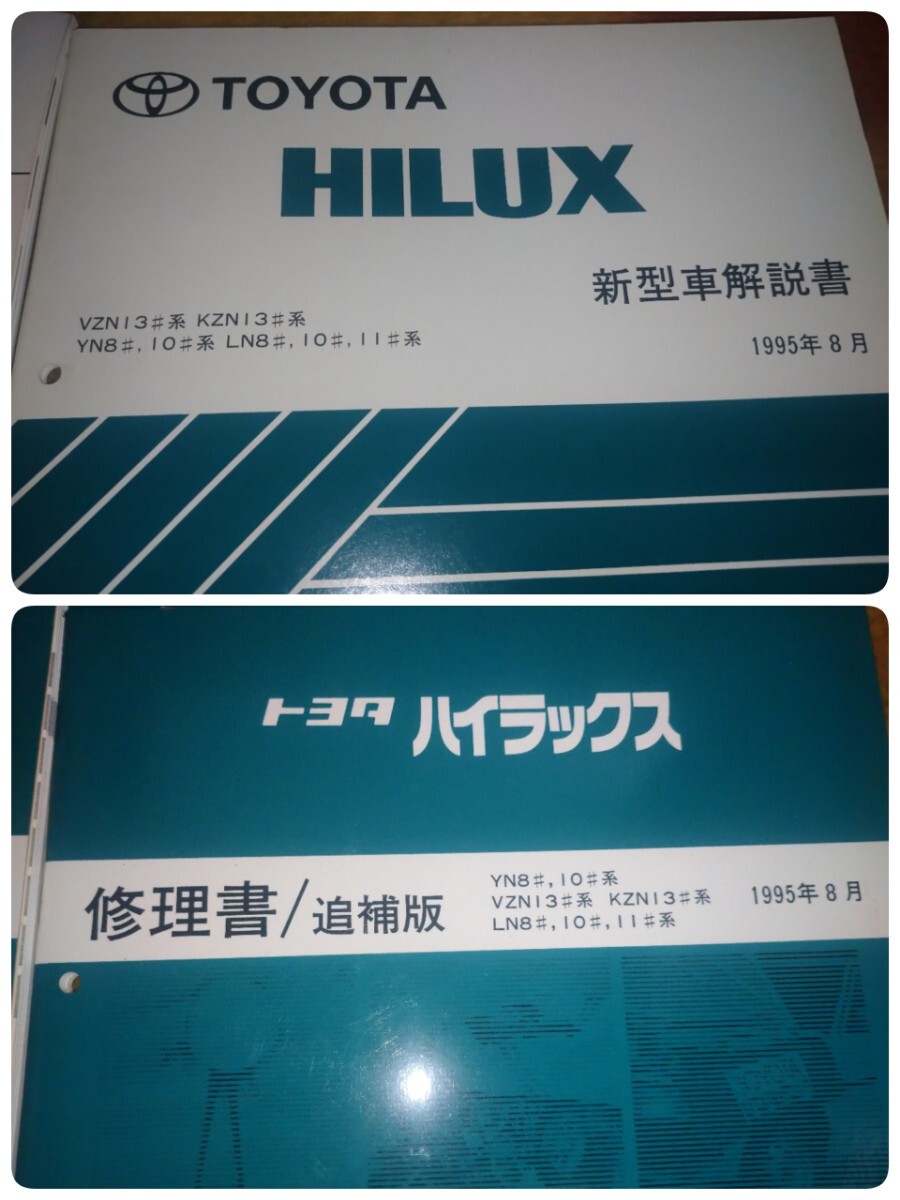 TOYOTA
HILUX
新型車解説書
VZN13#系 KZN13#系
YN8#,10#系 LN8#,10#,11#系
1995年8月
トヨタ ハイラックス
修理書/追補版
YN8#,10#系
VZN13#系 KZN13#系
LN8#,10#,11#系
1995年8月